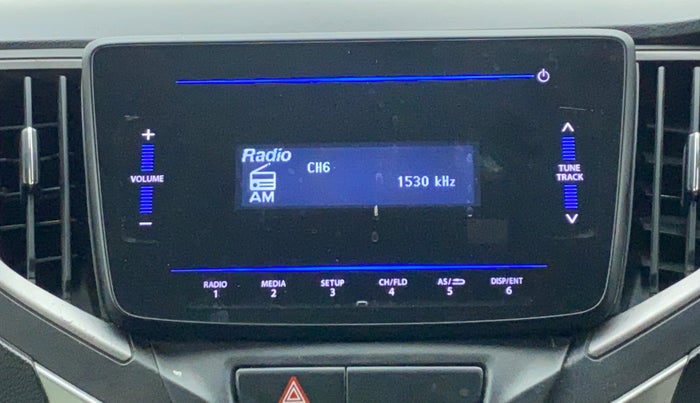 Radio
CH6
1530 kHz
AM
+
VOLUME
−
TUNE
TRACK
RADIO
1
MEDIA
2
SETUP
3
CH/FLD
4
AS/
5
DISP/ENT
6